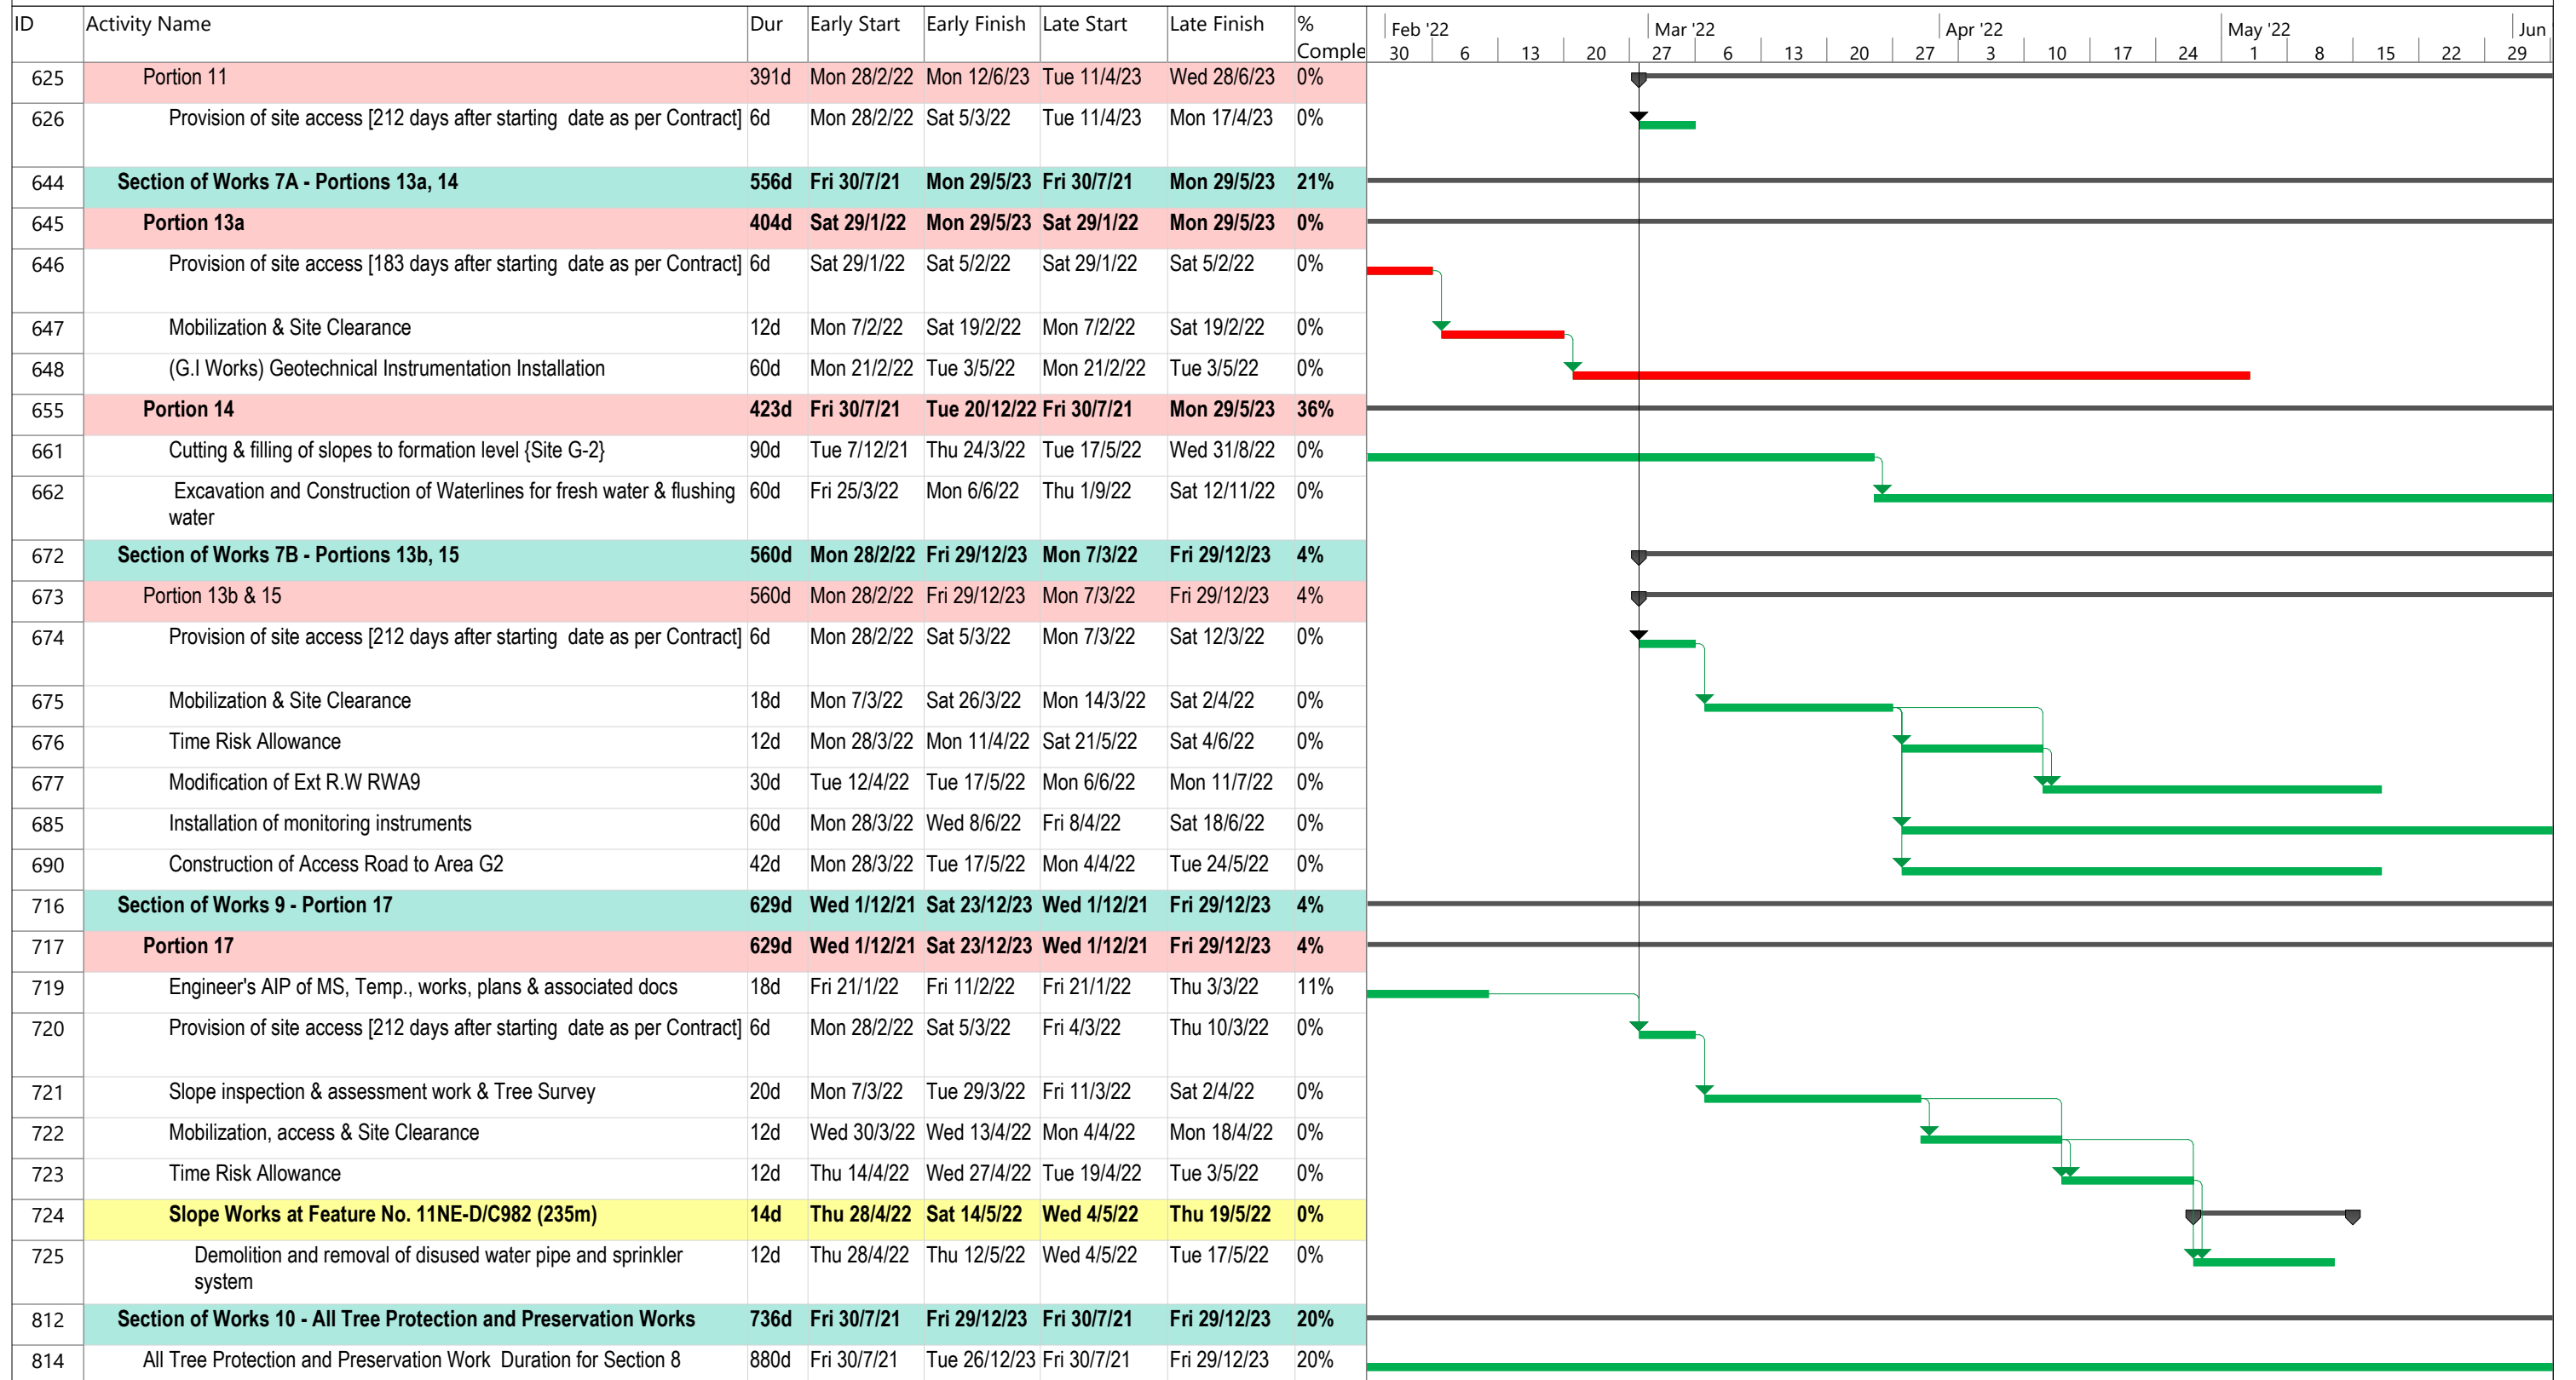 ID Activity Name Dur Early Start Early Finish Late Start Late Finish % Comple
Feb '22 Mar '22 Apr '22 May '22 Jun
30 6 13 20 27 6 13 20 27 3 10 17 24 1 8 15 22 29
625 Portion 11 391d Mon 28/2/22 Mon 12/6/23 Tue 11/4/23 Wed 28/6/23 0%
626 Provision of site access [212 days after starting date as per Contract] 6d Mon 28/2/22 Sat 5/3/22 Tue 11/4/23 Mon 17/4/23 0%
644 Section of Works 7A - Portions 13a, 14 556d Fri 30/7/21 Mon 29/5/23 Fri 30/7/21 Mon 29/5/23 21%
645 Portion 13a 404d Sat 29/1/22 Mon 29/5/23 Sat 29/1/22 Mon 29/5/23 0%
646 Provision of site access [183 days after starting date as per Contract] 6d Sat 29/1/22 Sat 5/2/22 Sat 29/1/22 Sat 5/2/22 0%
647 Mobilization & Site Clearance 12d Mon 7/2/22 Sat 19/2/22 Mon 7/2/22 Sat 19/2/22 0%
648 (G.I Works) Geotechnical Instrumentation Installation 60d Mon 21/2/22 Tue 3/5/22 Mon 21/2/22 Tue 3/5/22 0%
655 Portion 14 423d Fri 30/7/21 Tue 20/12/22 Fri 30/7/21 Mon 29/5/23 36%
661 Cutting & filling of slopes to formation level {Site G-2} 90d Tue 7/12/21 Thu 24/3/22 Tue 17/5/22 Wed 31/8/22 0%
662 Excavation and Construction of Waterlines for fresh water & flushing 60d Fri 25/3/22 Mon 6/6/22 Thu 1/9/22 Sat 12/11/22 0%
water
672 Section of Works 7B - Portions 13b, 15 560d Mon 28/2/22 Fri 29/12/23 Mon 7/3/22 Fri 29/12/23 4%
673 Portion 13b & 15 560d Mon 28/2/22 Fri 29/12/23 Mon 7/3/22 Fri 29/12/23 4%
674 Provision of site access [212 days after starting date as per Contract] 6d Mon 28/2/22 Sat 5/3/22 Mon 7/3/22 Sat 12/3/22 0%
675 Mobilization & Site Clearance 18d Mon 7/3/22 Sat 26/3/22 Mon 14/3/22 Sat 2/4/22 0%
676 Time Risk Allowance 12d Mon 28/3/22 Mon 11/4/22 Sat 21/5/22 Sat 4/6/22 0%
677 Modification of Ext R.W RWA9 30d Tue 12/4/22 Tue 17/5/22 Mon 6/6/22 Mon 11/7/22 0%
685 Installation of monitoring instruments 60d Mon 28/3/22 Wed 8/6/22 Fri 8/4/22 Sat 18/6/22 0%
690 Construction of Access Road to Area G2 42d Mon 28/3/22 Tue 17/5/22 Mon 4/4/22 Tue 24/5/22 0%
716 Section of Works 9 - Portion 17 629d Wed 1/12/21 Sat 23/12/23 Wed 1/12/21 Fri 29/12/23 4%
717 Portion 17 629d Wed 1/12/21 Sat 23/12/23 Wed 1/12/21 Fri 29/12/23 4%
719 Engineer's AIP of MS, Temp., works, plans & associated docs 18d Fri 21/1/22 Fri 11/2/22 Fri 21/1/22 Thu 3/3/22 11%
720 Provision of site access [212 days after starting date as per Contract] 6d Mon 28/2/22 Sat 5/3/22 Fri 4/3/22 Thu 10/3/22 0%
721 Slope inspection & assessment work & Tree Survey 20d Mon 7/3/22 Tue 29/3/22 Fri 11/3/22 Sat 2/4/22 0%
722 Mobilization, access & Site Clearance 12d Wed 30/3/22 Wed 13/4/22 Mon 4/4/22 Mon 18/4/22 0%
723 Time Risk Allowance 12d Thu 14/4/22 Wed 27/4/22 Tue 19/4/22 Tue 3/5/22 0%
724 Slope Works at Feature No. 11NE-D/C982 (235m) 14d Thu 28/4/22 Sat 14/5/22 Wed 4/5/22 Thu 19/5/22 0%
725 Demolition and removal of disused water pipe and sprinkler 12d Thu 28/4/22 Thu 12/5/22 Wed 4/5/22 Tue 17/5/22 0%
system
812 Section of Works 10 - All Tree Protection and Preservation Works 736d Fri 30/7/21 Fri 29/12/23 Fri 30/7/21 Fri 29/12/23 20%
814 All Tree Protection and Preservation Work Duration for Section 8 880d Fri 30/7/21 Tue 26/12/23 Fri 30/7/21 Fri 29/12/23 20%